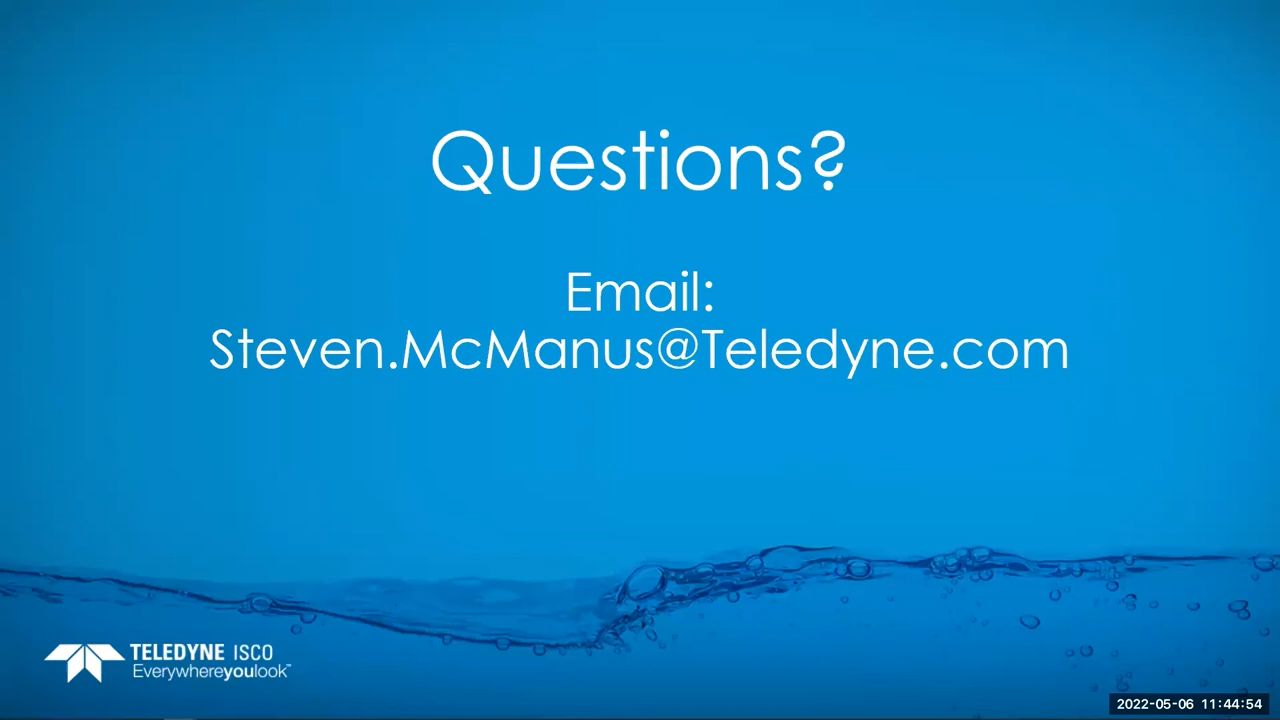 Questions?
Email:
Steven.McManus@Teledyne.com
TELEDYNE ISCO
Everywhereyoulook™
2022-05-06 11:44:54